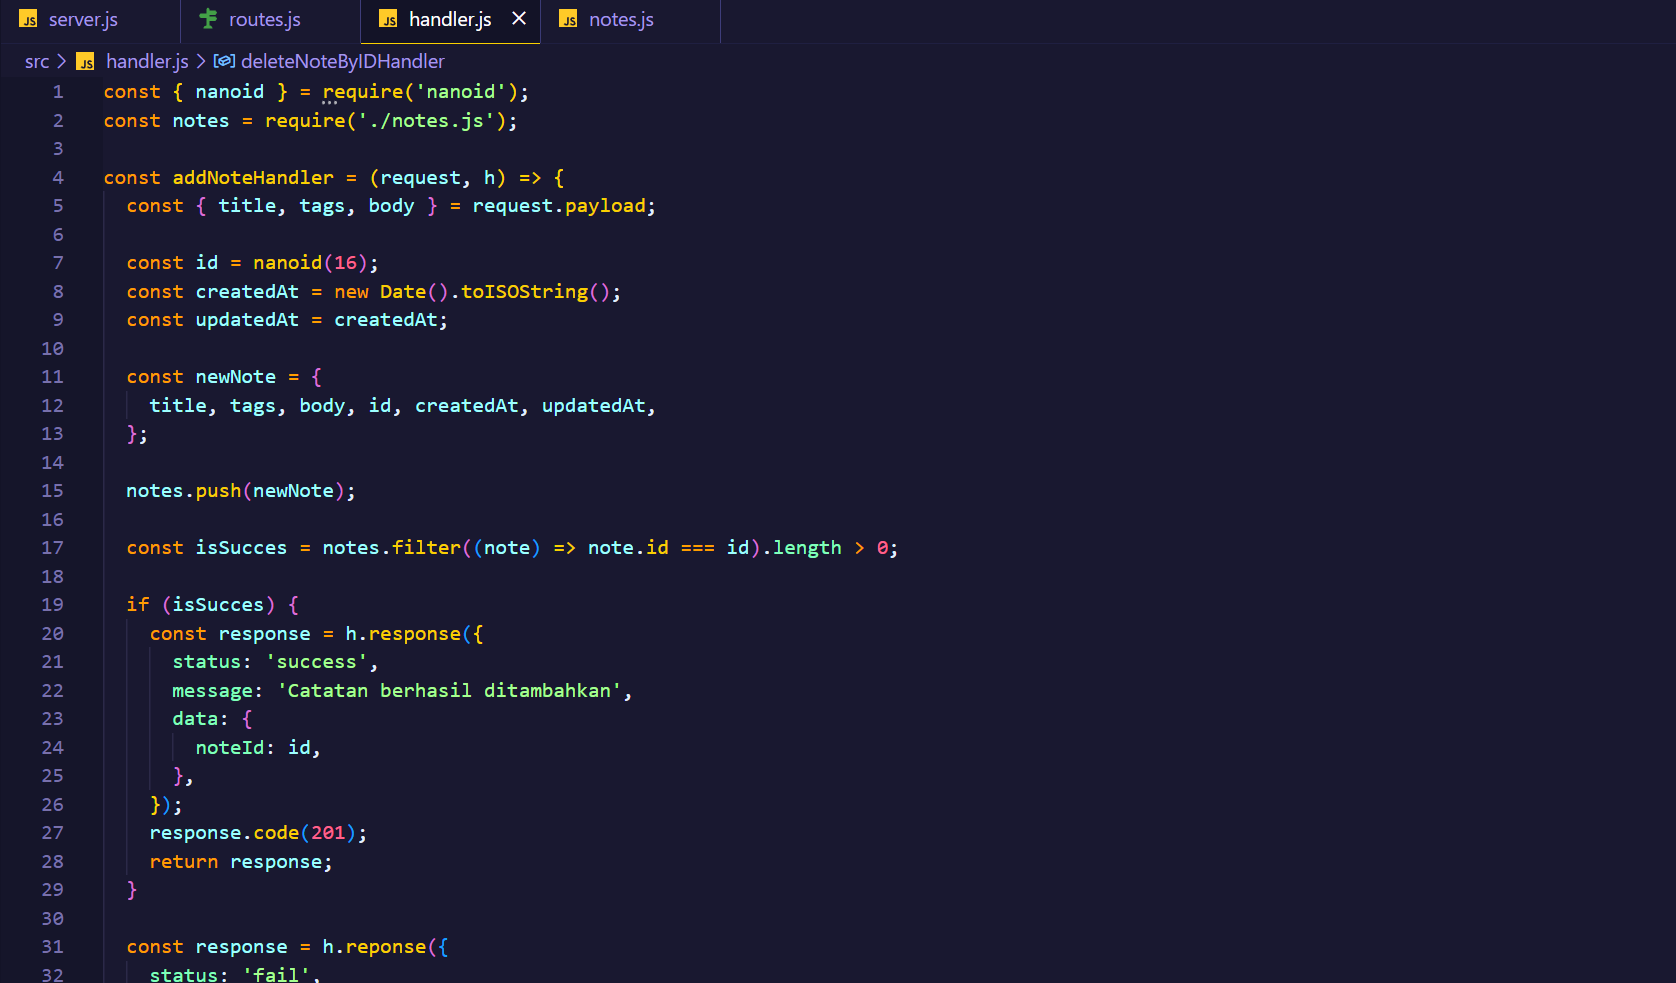 server.js routes.js handler.js notes.js
src > handler.js > deleteNoteByIDHandler
1 const { nanoid } = require('nanoid');
2 const notes = require('./notes.js');
3
4 const addNoteHandler = (request, h) => {
5 const { title, tags, body } = request.payload;
6
7 const id = nanoid(16);
8 const createdAt = new Date().toISOString();
9 const updatedAt = createdAt;
10
11 const newNote = {
12 title, tags, body, id, createdAt, updatedAt,
13 };
14
15 notes.push(newNote);
16
17 const isSucces = notes.filter((note) => note.id === id).length > 0;
18
19 if (isSucces) {
20 const response = h.response({
21 status: 'success',
22 message: 'Catatan berhasil ditambahkan',
23 data: {
24 noteId: id,
25 },
26 });
27 response.code(201);
28 return response;
29 }
30
31 const response = h.reponse({
32 status: 'fail',